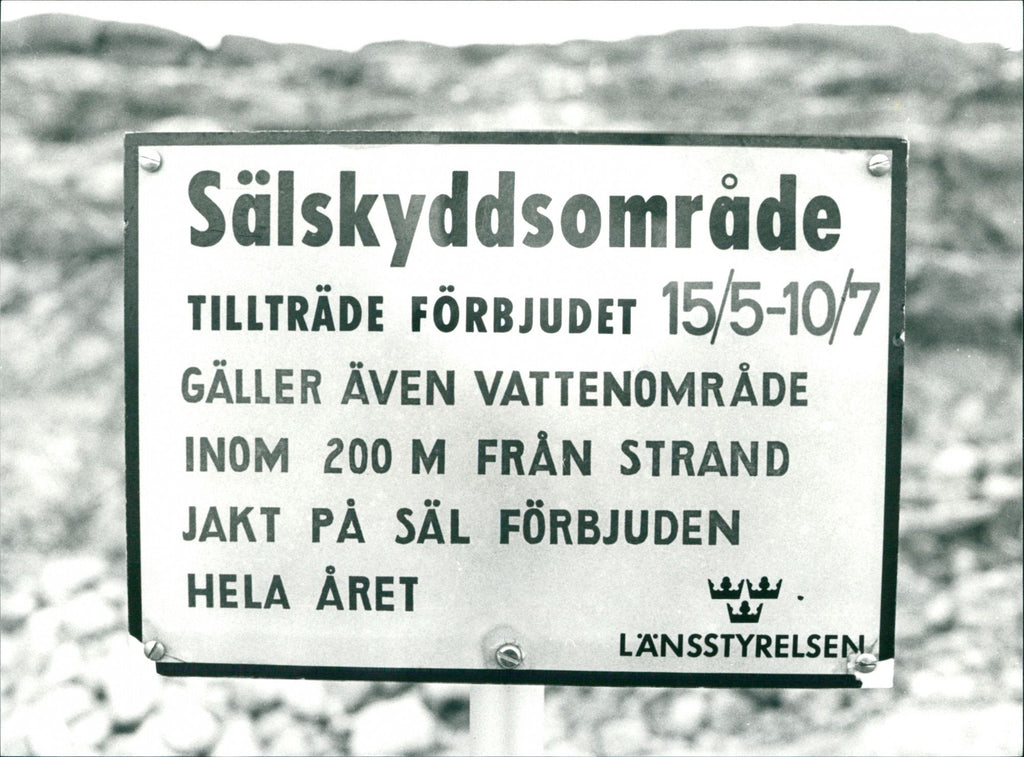 Sälskyddsområde
TILLTRÄDE FÖRBJUDET 15/5-10/7
GÄLLER ÄVEN VATTENOMRÅDE
INOM 200 M FRÅN STRAND
JAKT PÅ SÄL FÖRBJUDEN
HELA ÅRET
LÄNSSTYRELSEN